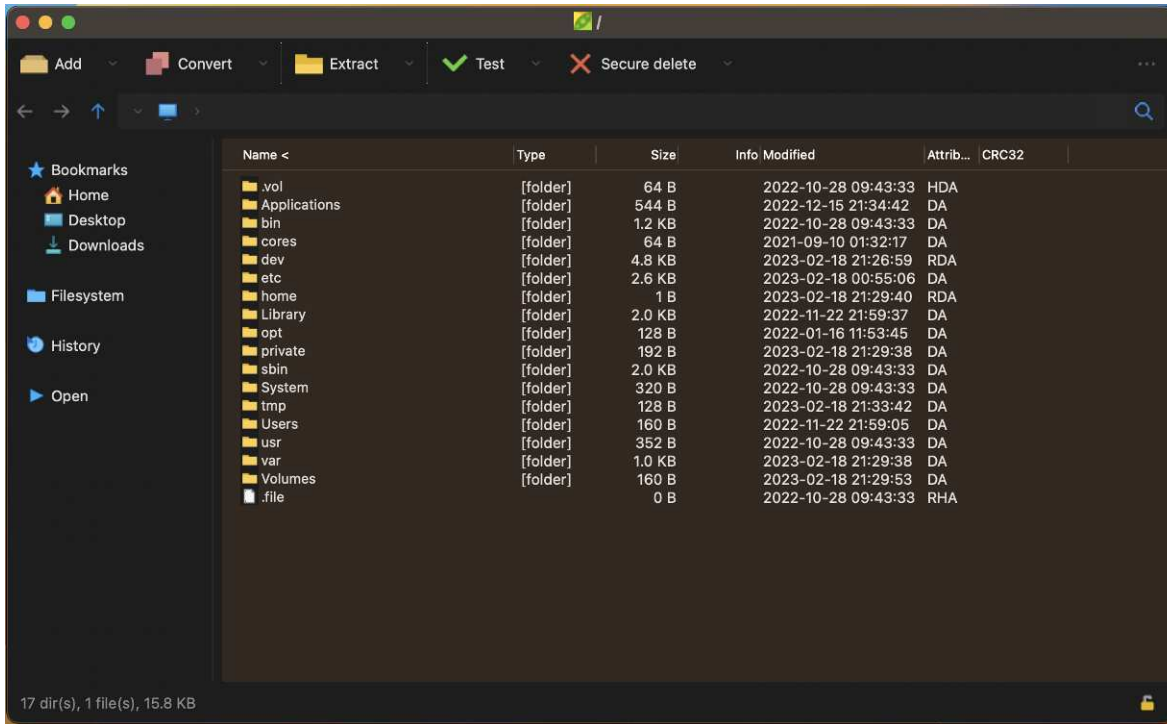 /
Add Convert Extract Test Secure delete
Bookmarks
Home
Desktop
Downloads
Filesystem
History
Open
Name < Type Size Info Modified Attrib... CRC32
.vol [folder] 64 B 2022-10-28 09:43:33 HDA
Applications [folder] 544 B 2022-12-15 21:34:42 DA
bin [folder] 1.2 KB 2022-10-28 09:43:33 DA
cores [folder] 64 B 2021-09-10 01:32:17 DA
dev [folder] 4.8 KB 2023-02-18 21:26:59 RDA
etc [folder] 2.6 KB 2023-02-18 00:55:06 DA
home [folder] 1 B 2023-02-18 21:29:40 RDA
Library [folder] 2.0 KB 2022-11-22 21:59:37 DA
opt [folder] 128 B 2022-01-16 11:53:45 DA
private [folder] 192 B 2023-02-18 21:29:38 DA
sbin [folder] 2.0 KB 2022-10-28 09:43:33 DA
System [folder] 320 B 2022-10-28 09:43:33 DA
tmp [folder] 128 B 2023-02-18 21:33:42 DA
Users [folder] 160 B 2022-11-22 21:59:05 DA
usr [folder] 352 B 2022-10-28 09:43:33 DA
var [folder] 1.0 KB 2023-02-18 21:29:38 DA
Volumes [folder] 160 B 2023-02-18 21:29:53 DA
.file 0 B 2022-10-28 09:43:33 RHA
17 dir(s), 1 file(s), 15.8 KB